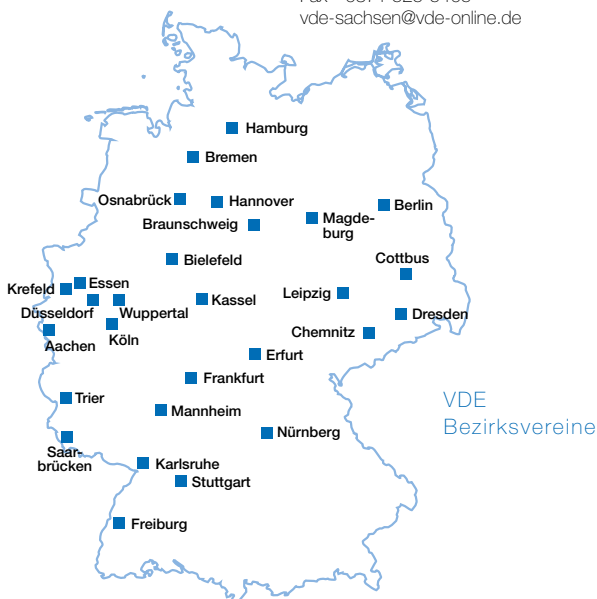 vde-sachsen@vde-online.de
Hamburg
Bremen
Osnabrück
Hannover
Berlin
Braunschweig
Magde-
burg
Cottbus
Bielefeld
Krefeld
Essen
Leipzig
Kassel
Düsseldorf
Wuppertal
Dresden
Chemnitz
Köln
Aachen
Erfurt
Frankfurt
Trier
VDE
Bezirksvereine
Mannheim
Nürnberg
Saar-
brücken
Karlsruhe
Stuttgart
Freiburg